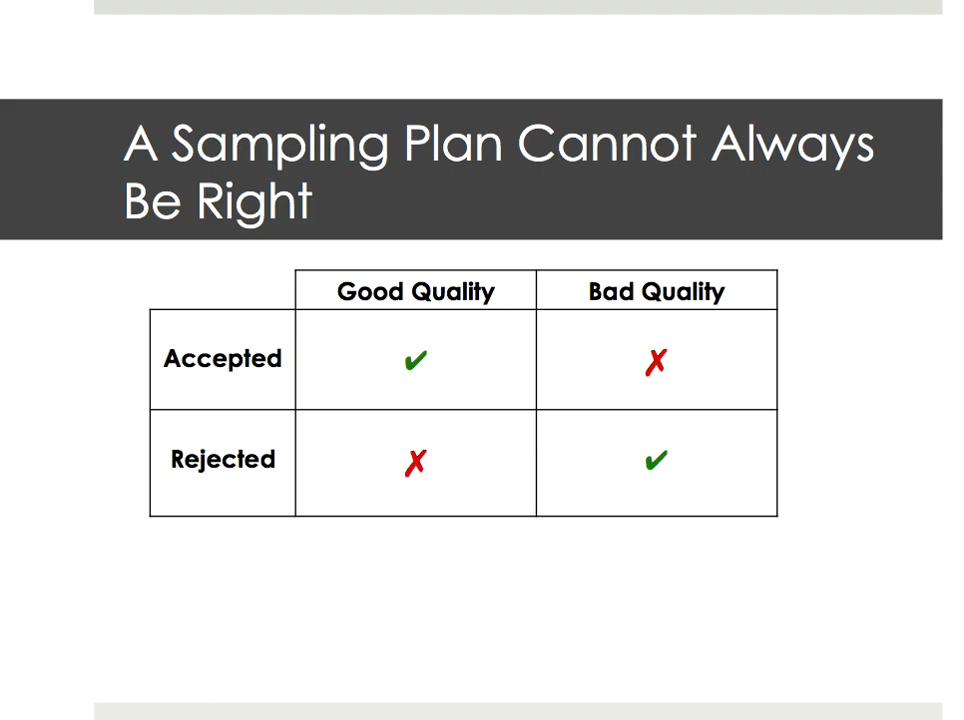 A Sampling Plan Cannot Always
Be Right
Good Quality Bad Quality
Accepted ✔ ✗
Rejected ✗ ✔